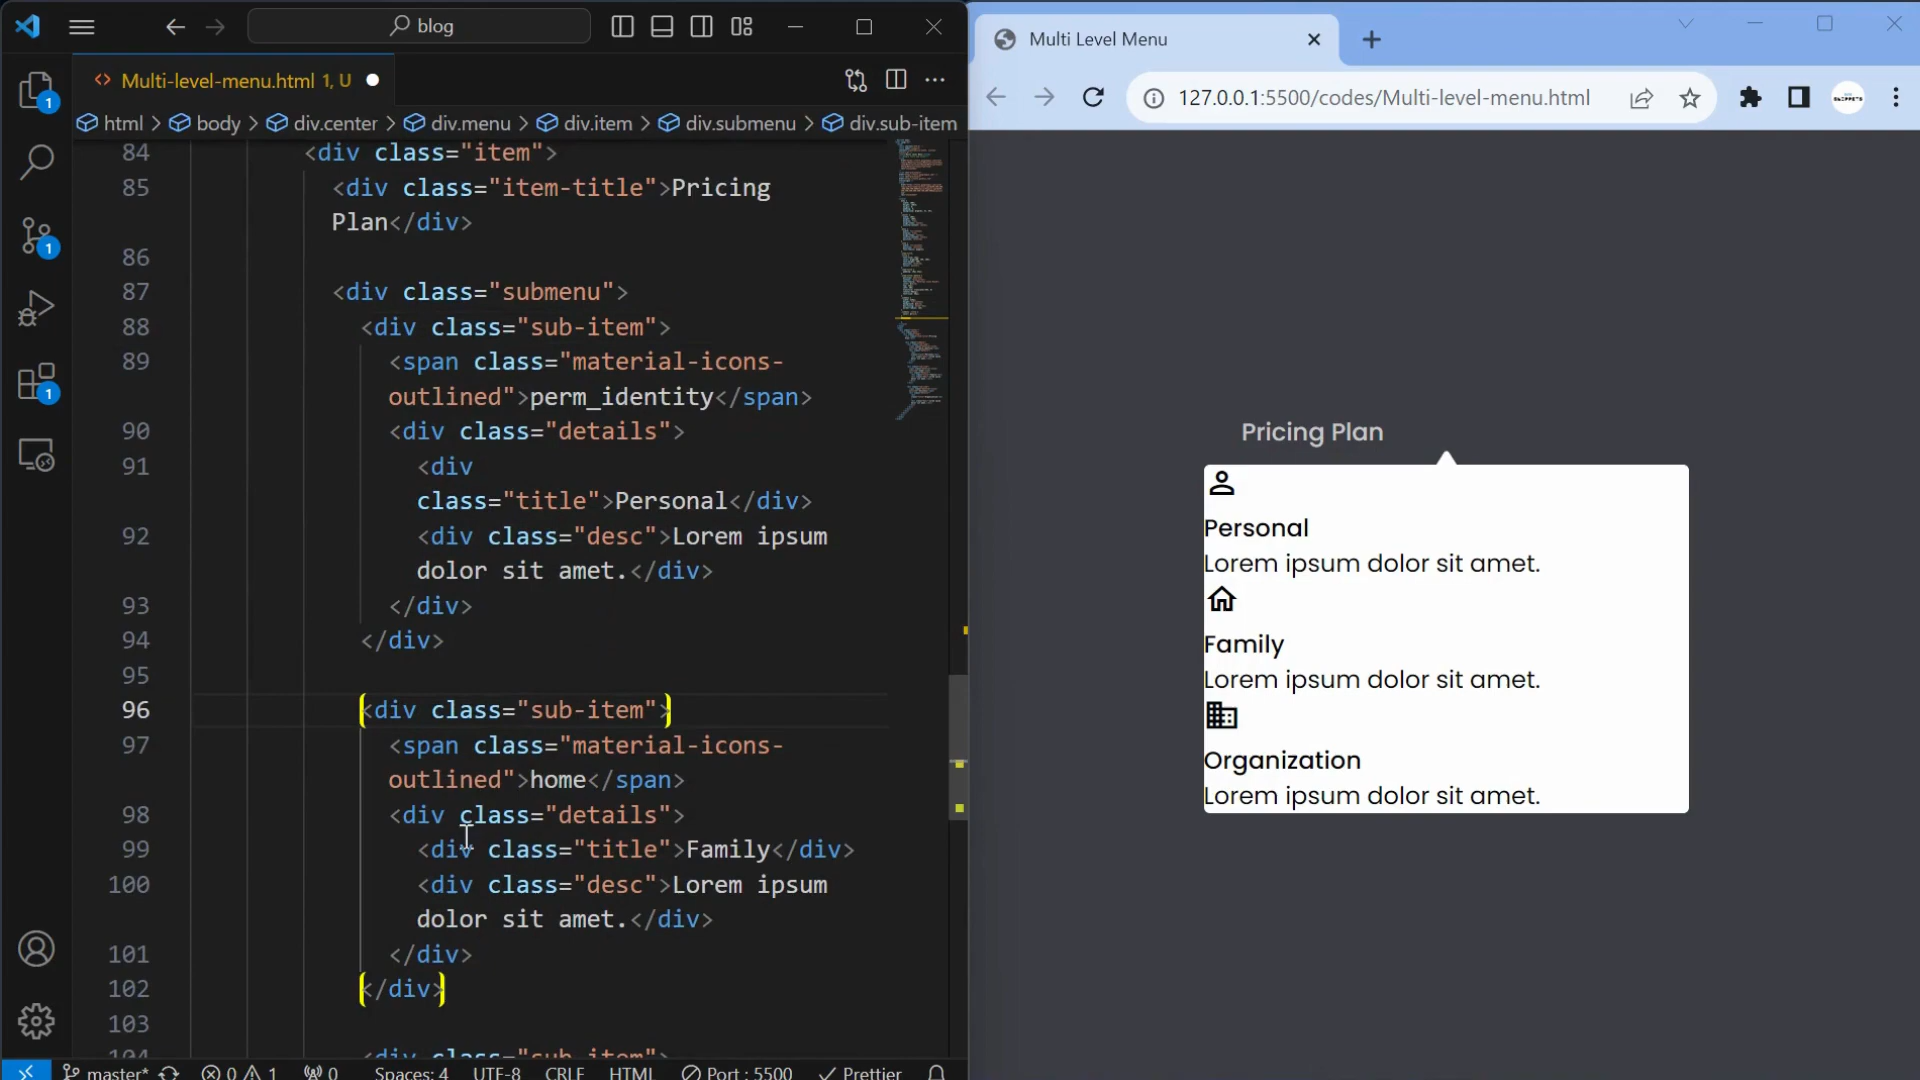 blog
Multi-level-menu.html 1, U
html > body > div.center > div.menu > div.item > div.submenu > div.sub-item
84 <div class="item">
85 <div class="item-title">Pricing
Plan</div>
86
87 <div class="submenu">
88 <div class="sub-item">
89 <span class="material-icons-
outlined">perm_identity</span>
90 <div class="details">
91 <div
class="title">Personal</div>
92 <div class="desc">Lorem ipsum
dolor sit amet.</div>
93 </div>
94 </div>
95
96 <div class="sub-item">
97 <span class="material-icons-
outlined">home</span>
98 <div class="details">
99 <div class="title">Family</div>
100 <div class="desc">Lorem ipsum
dolor sit amet.</div>
101 </div>
102 </div>
103
104 <div class="sub-item">
1
1
1
master* 0 1 0 Spaces: 4 UTF-8 CRLF HTML Port : 5500 Prettier
Multi Level Menu
127.0.0.1:5500/codes/Multi-level-menu.html
Pricing Plan
Personal
Lorem ipsum dolor sit amet.
Family
Lorem ipsum dolor sit amet.
Organization
Lorem ipsum dolor sit amet.